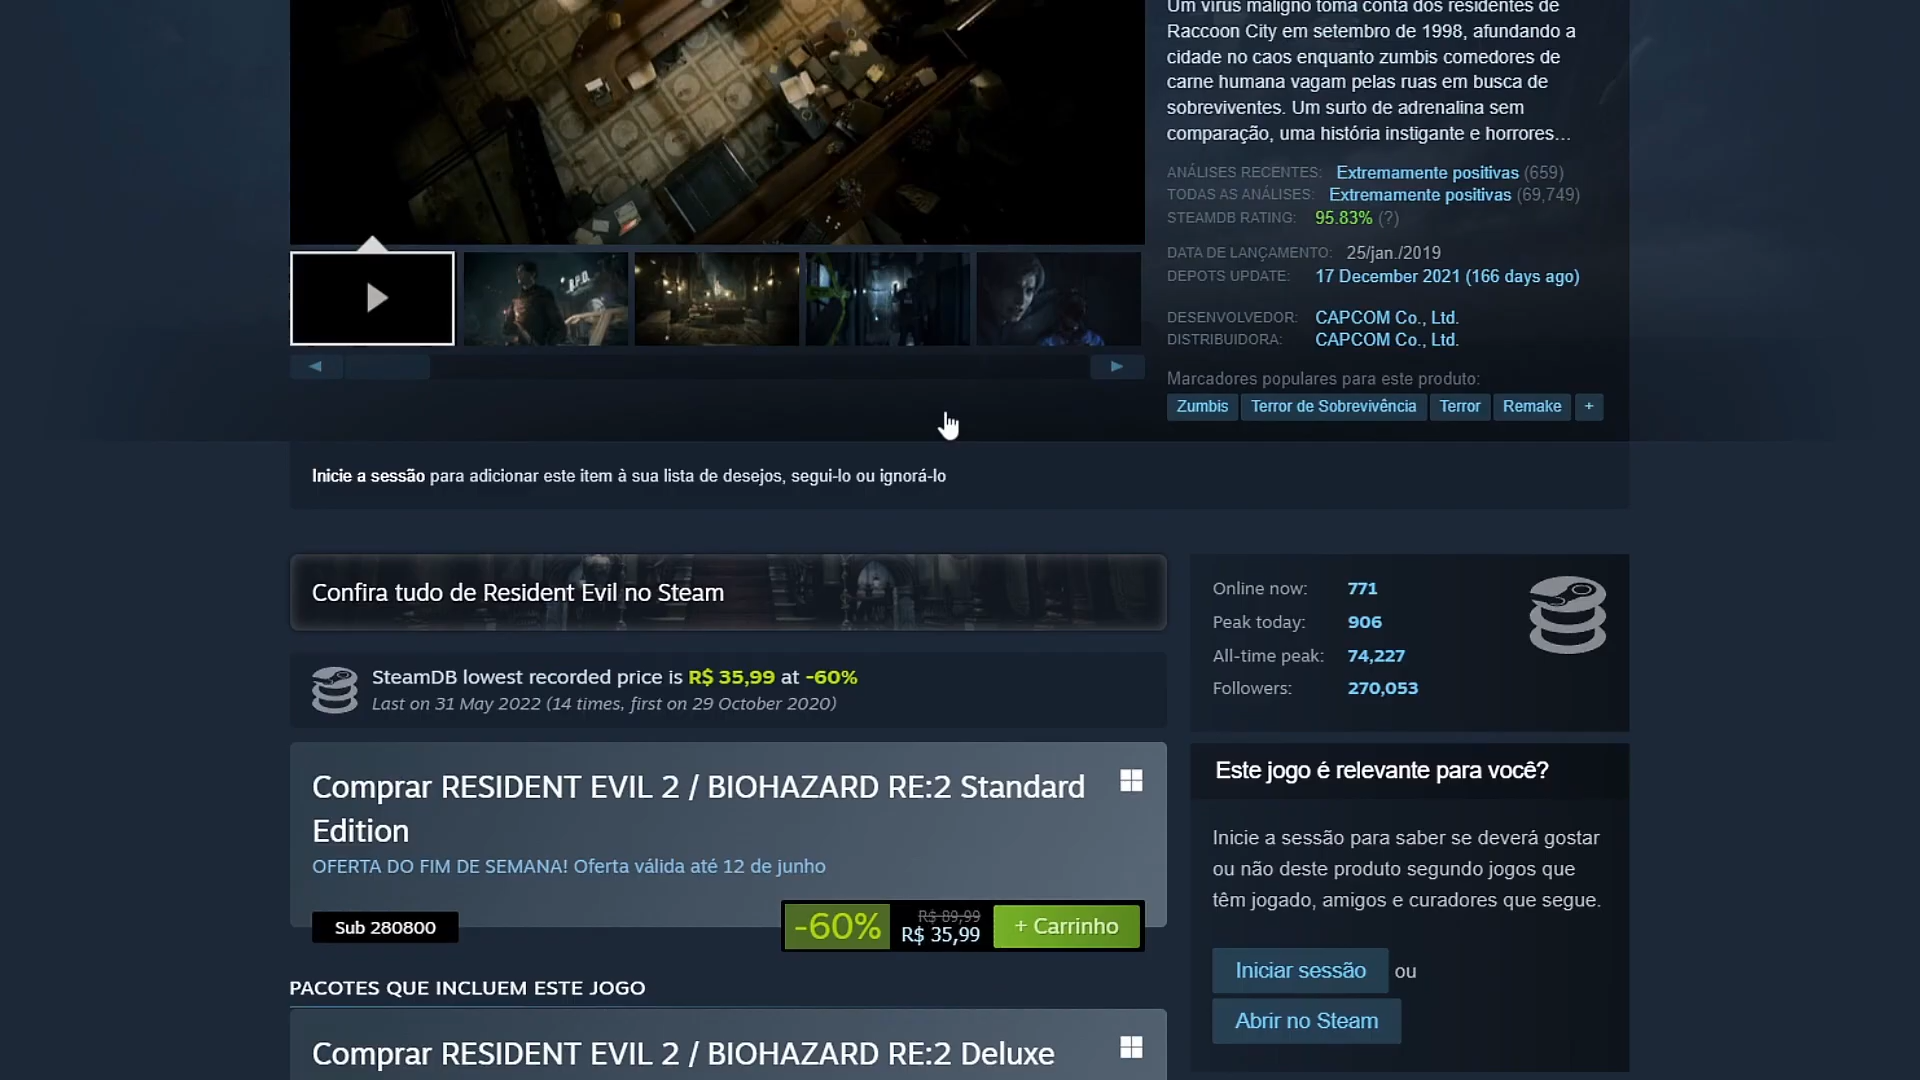 Um vírus maligno toma conta dos residentes de
Raccoon City em setembro de 1998, afundando a
cidade no caos enquanto zumbis comedores de
carne humana vagam pelas ruas em busca de
sobreviventes. Um surto de adrenalina sem
comparação, uma história instigante e horrores…
ANÁLISES RECENTES: Extremamente positivas (659)
TODAS AS ANÁLISES: Extremamente positivas (69,749)
STEAMDB RATING: 95.83% (?)
DATA DE LANÇAMENTO: 25/jan./2019
DEPOTS UPDATE: 17 December 2021 (166 days ago)
DESENVOLVEDOR: CAPCOM Co., Ltd.
DISTRIBUIDORA: CAPCOM Co., Ltd.
Marcadores populares para este produto:
Zumbis Terror de Sobrevivência Terror Remake +
R.P.D.
Inicie a sessão para adicionar este item à sua lista de desejos, segui-lo ou ignorá-lo
Confira tudo de Resident Evil no Steam
SteamDB lowest recorded price is R$ 35,99 at -60%
Last on 31 May 2022 (14 times, first on 29 October 2020)
Comprar RESIDENT EVIL 2 / BIOHAZARD RE:2 Standard
Edition
OFERTA DO FIM DE SEMANA! Oferta válida até 12 de junho
Sub 280800
-60%
R$ 89,99
R$ 35,99
+ Carrinho
PACOTES QUE INCLUEM ESTE JOGO
Comprar RESIDENT EVIL 2 / BIOHAZARD RE:2 Deluxe
Online now: 771
Peak today: 906
All-time peak: 74,227
Followers: 270,053
Este jogo é relevante para você?
Inicie a sessão para saber se deverá gostar
ou não deste produto segundo jogos que
têm jogado, amigos e curadores que segue.
Iniciar sessão ou
Abrir no Steam